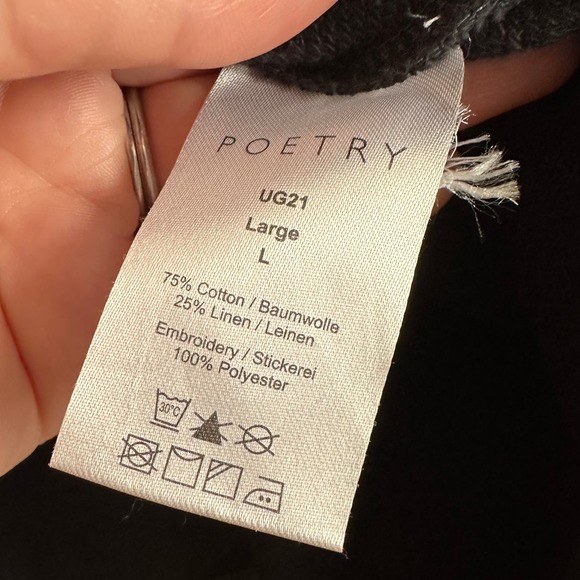 POETRY
UG21
Large
L
75% Cotton / Baumwolle
25% Linen / Leinen
Embroidery / Stickerei
100% Polyester
30°C